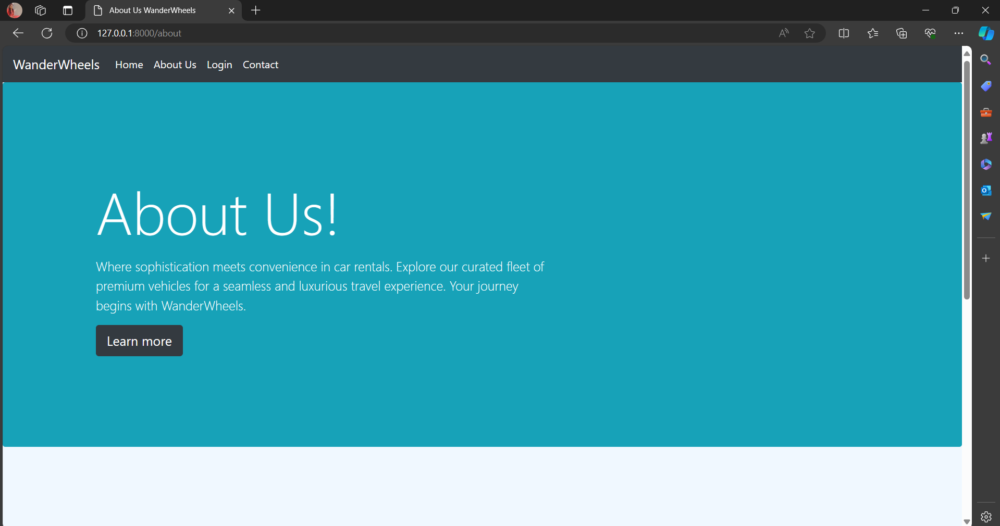 About Us WanderWheels
127.0.0.1:8000/about
WanderWheels Home About Us Login Contact
About Us!
Where sophistication meets convenience in car rentals. Explore our curated fleet of
premium vehicles for a seamless and luxurious travel experience. Your journey
begins with WanderWheels.
Learn more